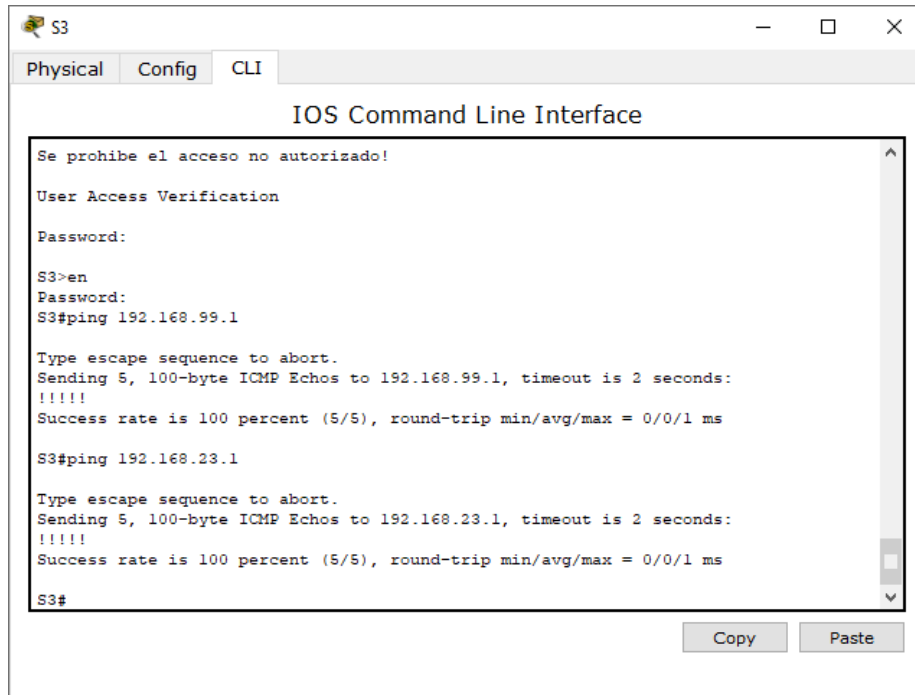 S3
Physical Config CLI
IOS Command Line Interface
Se prohibe el acceso no autorizado!
User Access Verification
Password:
S3>en
Password:
S3#ping 192.168.99.1
Type escape sequence to abort.
Sending 5, 100-byte ICMP Echos to 192.168.99.1, timeout is 2 seconds:
!!!!!
Success rate is 100 percent (5/5), round-trip min/avg/max = 0/0/1 ms
S3#ping 192.168.23.1
Type escape sequence to abort.
Sending 5, 100-byte ICMP Echos to 192.168.23.1, timeout is 2 seconds:
!!!!!
Success rate is 100 percent (5/5), round-trip min/avg/max = 0/0/1 ms
S3#
Copy Paste